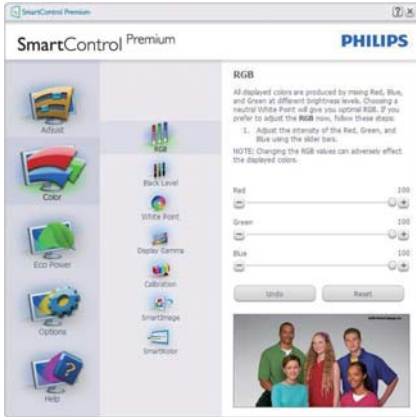 SmartControl Premium
SmartControl Premium
PHILIPS
Adjust
Color
Eco Power
Options
Help
RGB
Black Level
White Point
Display Gamma
Calibration
SmartImage
SmartKolor
RGB
All displayed colors are produced by mixing Red, Blue,
and Green at different brightness levels. Choosing a
neutral White Point will give you optimal RGB. If you
prefer to adjust the RGB now, follow these steps:
1. Adjust the intensity of the Red, Green, and
Blue using the slider bars.
NOTE: Changing the RGB values can adversely effect
the displayed colors.
Red 100
Green 100
Blue 100
Undo Reset